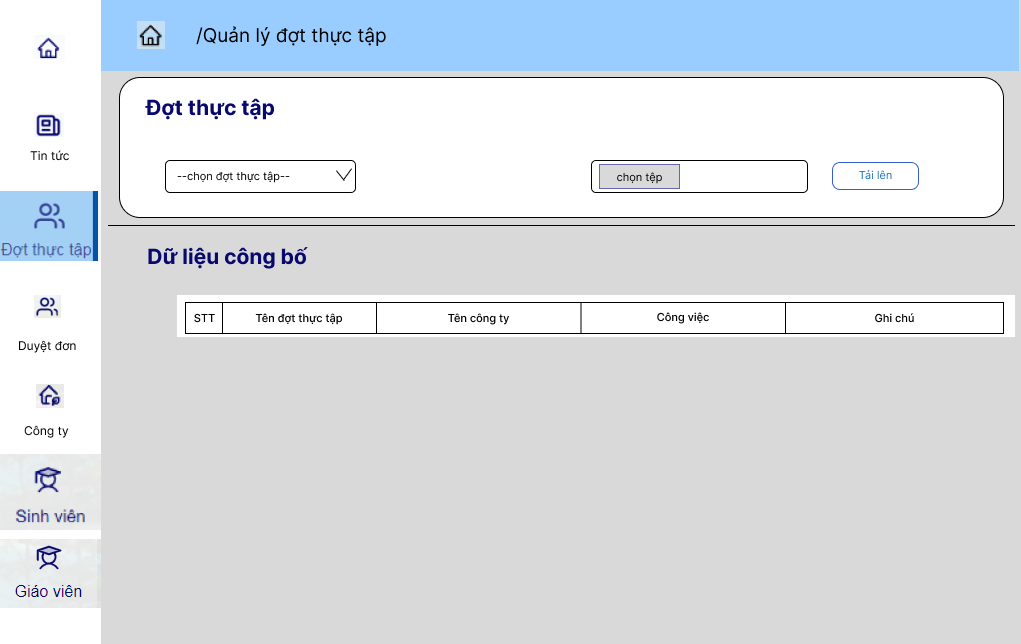 /Quản lý đợt thực tập
Tin tức
Đợt thực tập
Duyệt đơn
Công ty
Sinh viên
Giáo viên
Đợt thực tập
--chọn đợt thực tập--
chọn tệp
Tải lên
Dữ liệu công bố
STT
Tên đợt thực tập
Tên công ty
Công việc
Ghi chú